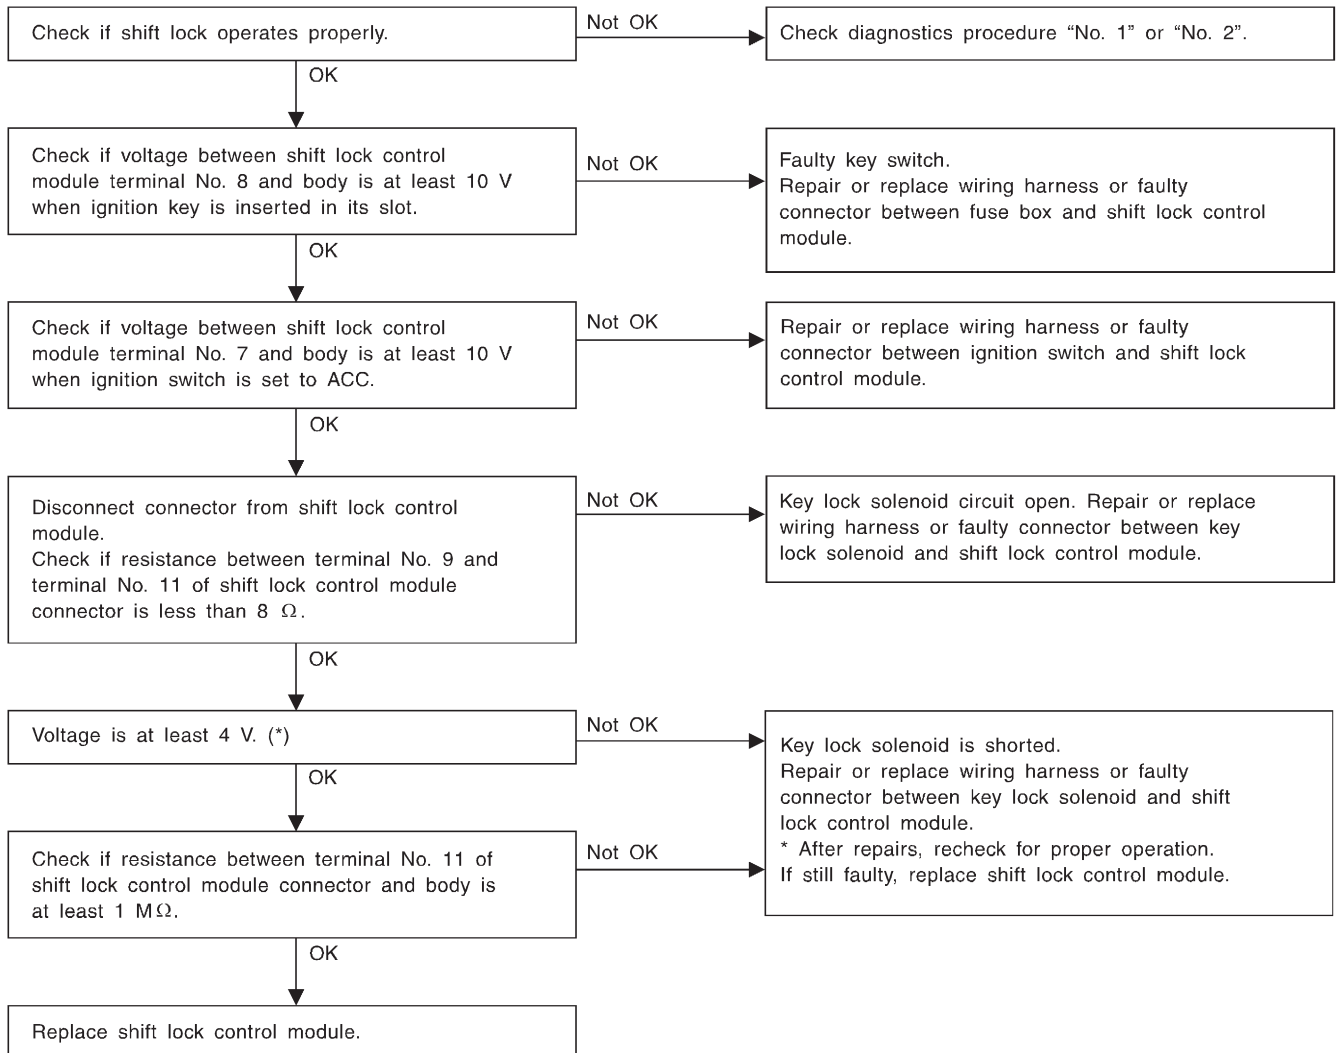 Check if shift lock operates properly.
Not OK
Check diagnostics procedure “No. 1” or “No. 2”.
OK
Check if voltage between shift lock control
module terminal No. 8 and body is at least 10 V
when ignition key is inserted in its slot.
Not OK
Faulty key switch.
Repair or replace wiring harness or faulty
connector between fuse box and shift lock control
module.
OK
Check if voltage between shift lock control
module terminal No. 7 and body is at least 10 V
when ignition switch is set to ACC.
Not OK
Repair or replace wiring harness or faulty
connector between ignition switch and shift lock
control module.
OK
Disconnect connector from shift lock control
module.
Check if resistance between terminal No. 9 and
terminal No. 11 of shift lock control module
connector is less than 8 Ω.
Not OK
Key lock solenoid circuit open. Repair or replace
wiring harness or faulty connector between key
lock solenoid and shift lock control module.
OK
Voltage is at least 4 V. (*)
Not OK
Key lock solenoid is shorted.
Repair or replace wiring harness or faulty
connector between key lock solenoid and shift
lock control module.
* After repairs, recheck for proper operation.
If still faulty, replace shift lock control module.
OK
Check if resistance between terminal No. 11 of
shift lock control module connector and body is
at least 1 MΩ.
Not OK
OK
Replace shift lock control module.